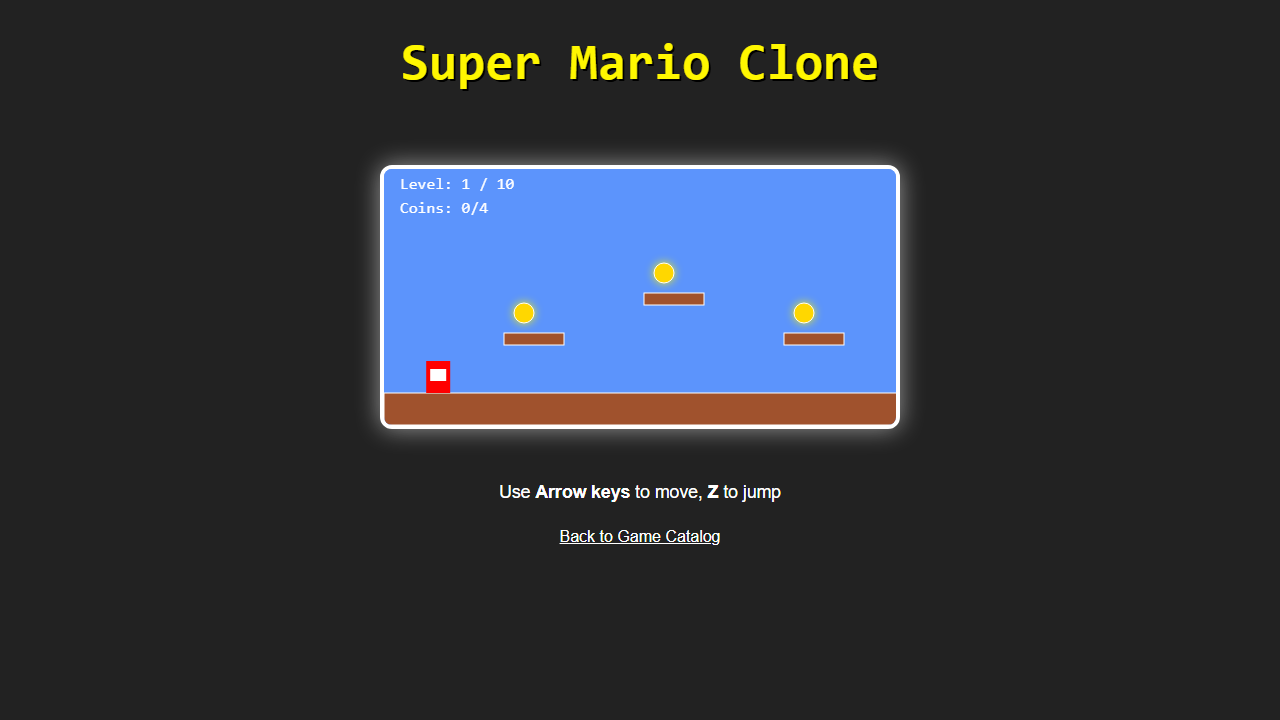 Super Mario Clone
Level: 1 / 10
Coins: 0/4
Use Arrow keys to move, Z to jump
Back to Game Catalog